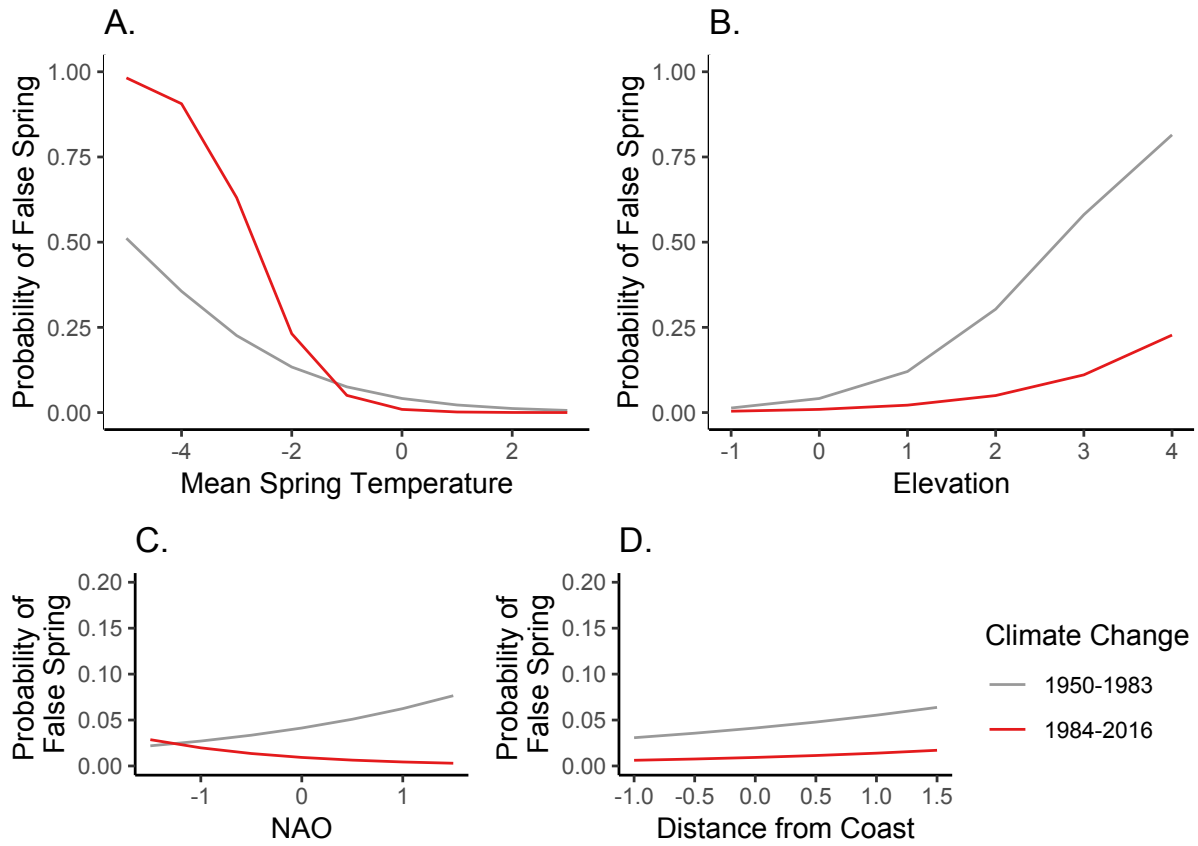 A.
Probability of False Spring
1.00
0.75
0.50
0.25
0.00
-4
-2
0
2
Mean Spring Temperature
B.
Probability of False Spring
1.00
0.75
0.50
0.25
0.00
-1
0
1
2
3
4
Elevation
C.
Probability of
False Spring
0.20
0.15
0.10
0.05
0.00
-1
0
1
NAO
D.
Probability of
False Spring
0.20
0.15
0.10
0.05
0.00
-1.0
-0.5
0.0
0.5
1.0
1.5
Distance from Coast
Climate Change
1950-1983
1984-2016